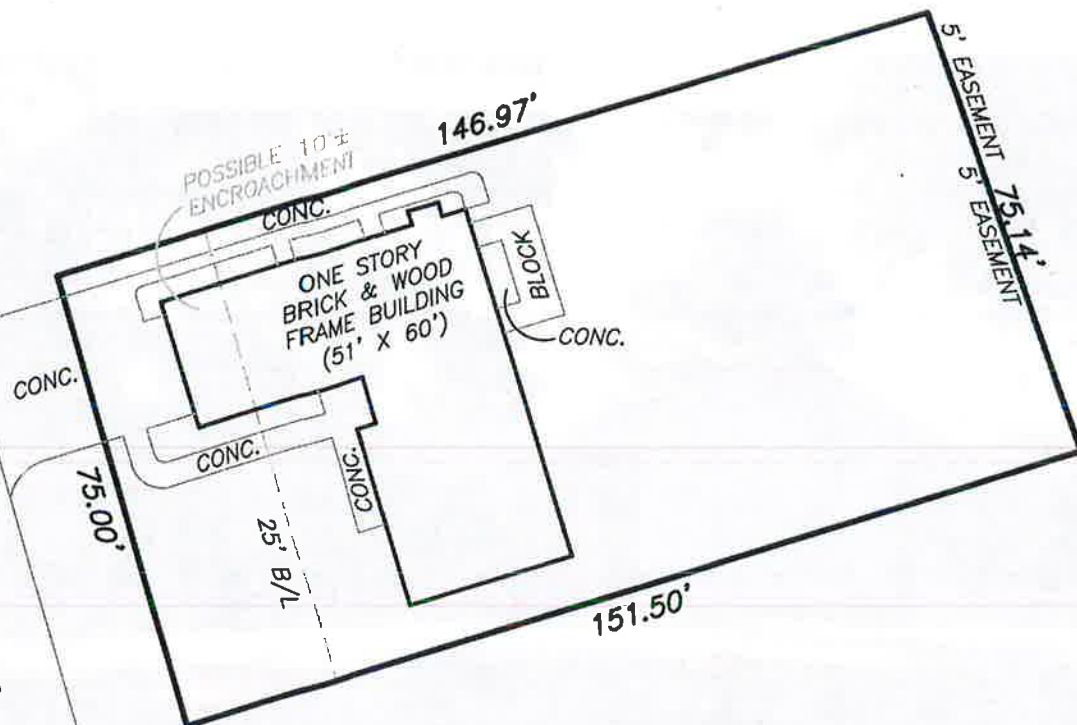 146.97'
5' EASEMENT
5' EASEMENT
75.14'
POSSIBLE 10'±
ENCROACHMENT
CONC.
ONE STORY
BRICK & WOOD
FRAME BUILDING
(51' X 60')
BLOCK
CONC.
CONC.
CONC.
CONC.
75.00'
25' B/L
151.50'